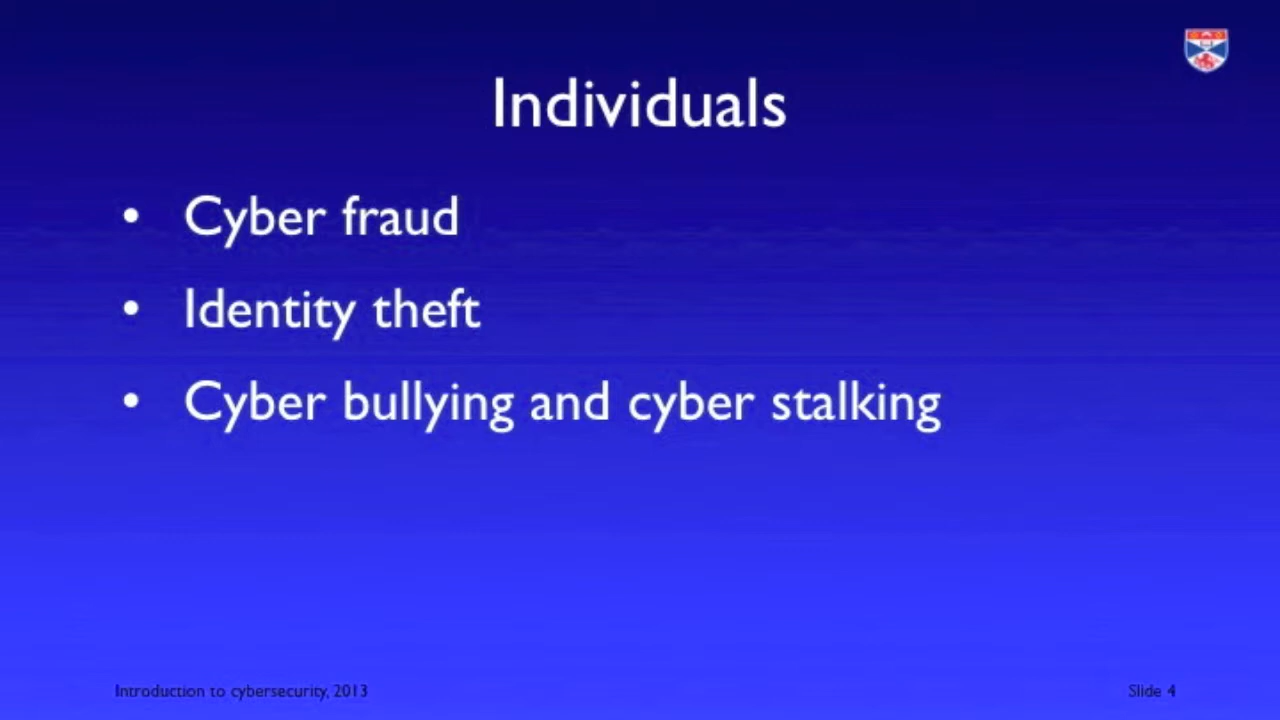 Individuals
• Cyber fraud
• Identity theft
• Cyber bullying and cyber stalking
Introduction to cybersecurity, 2013
Slide 4